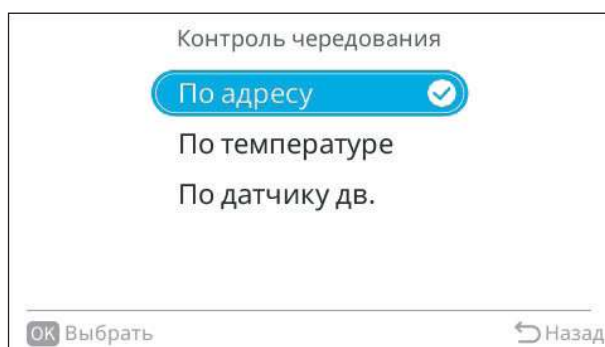 Контроль чередования
По адресу
По температуре
По датчику дв.
OK Выбрать
Назад